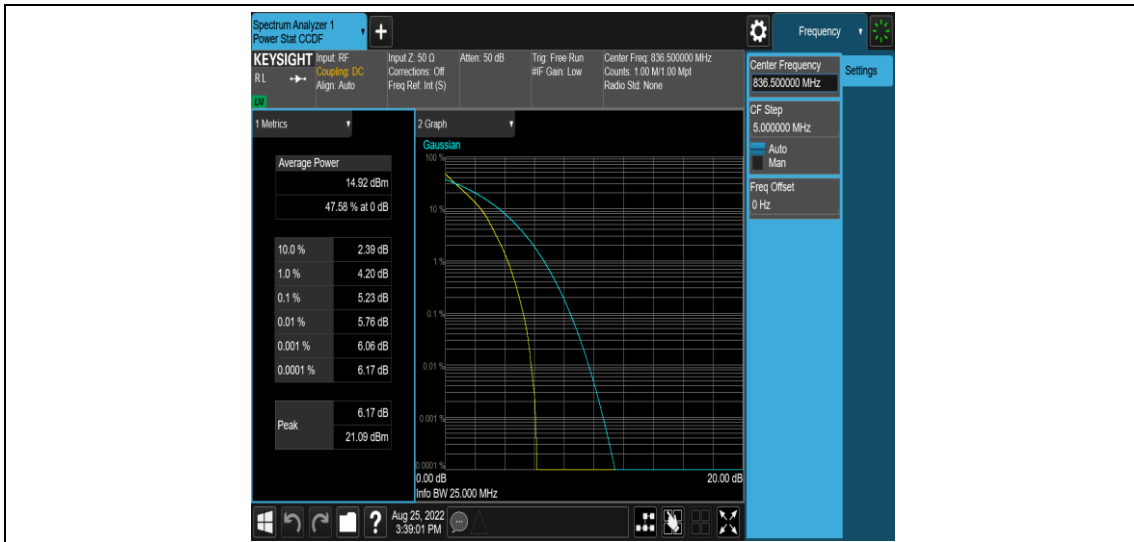 Spectrum Analyzer 1
Power Stat CCDF
+
Frequency
KEYSIGHT
RL
LXI
Input: RF
Coupling: DC
Align: Auto
Input Z: 50 Ω
Corrections: Off
Freq Ref: Int (S)
Atten: 50 dB
Trig: Free Run
#IF Gain: Low
Center Freq: 836.500000 MHz
Counts: 1.00 M/1.00 Mpt
Radio Std: None
Center Frequency
836.500000 MHz
Settings
CF Step
5.000000 MHz
Auto
Man
Freq Offset
0 Hz
1 Metrics
Average Power
14.92 dBm
47.58 % at 0 dB
10.0 % 2.39 dB
1.0 % 4.20 dB
0.1 % 5.23 dB
0.01 % 5.76 dB
0.001 % 6.06 dB
0.0001 % 6.17 dB
Peak
6.17 dB
21.09 dBm
2 Graph
Gaussian
100 %
10 %
1 %
0.1 %
0.01 %
0.001 %
0.0001 %
0.00 dB 20.00 dB
Info BW 25.000 MHz
?
Aug 25, 2022
3:39:01 PM